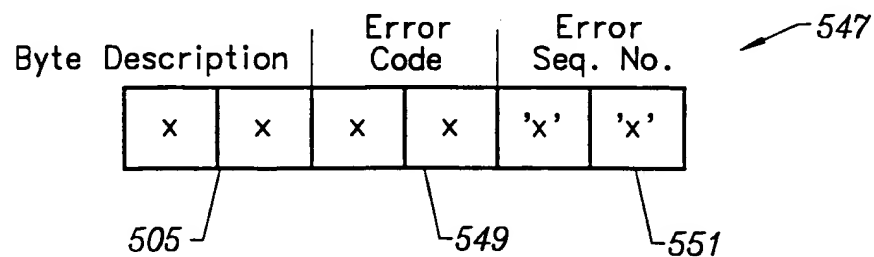 547
Error Error
Byte Description Code Seq. No.
x x x x 'x' 'x'
505 549 551